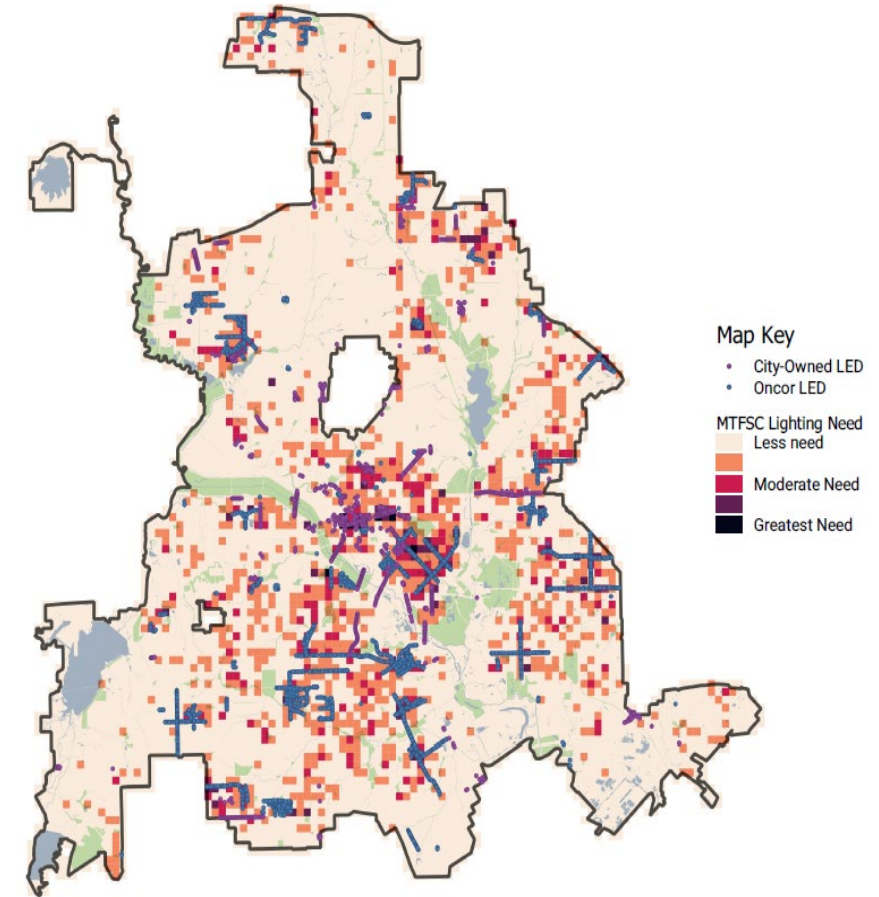 Map Key
City-Owned LED
Oncor LED
MTFSC Lighting Need
Less need
Moderate Need
Greatest Need